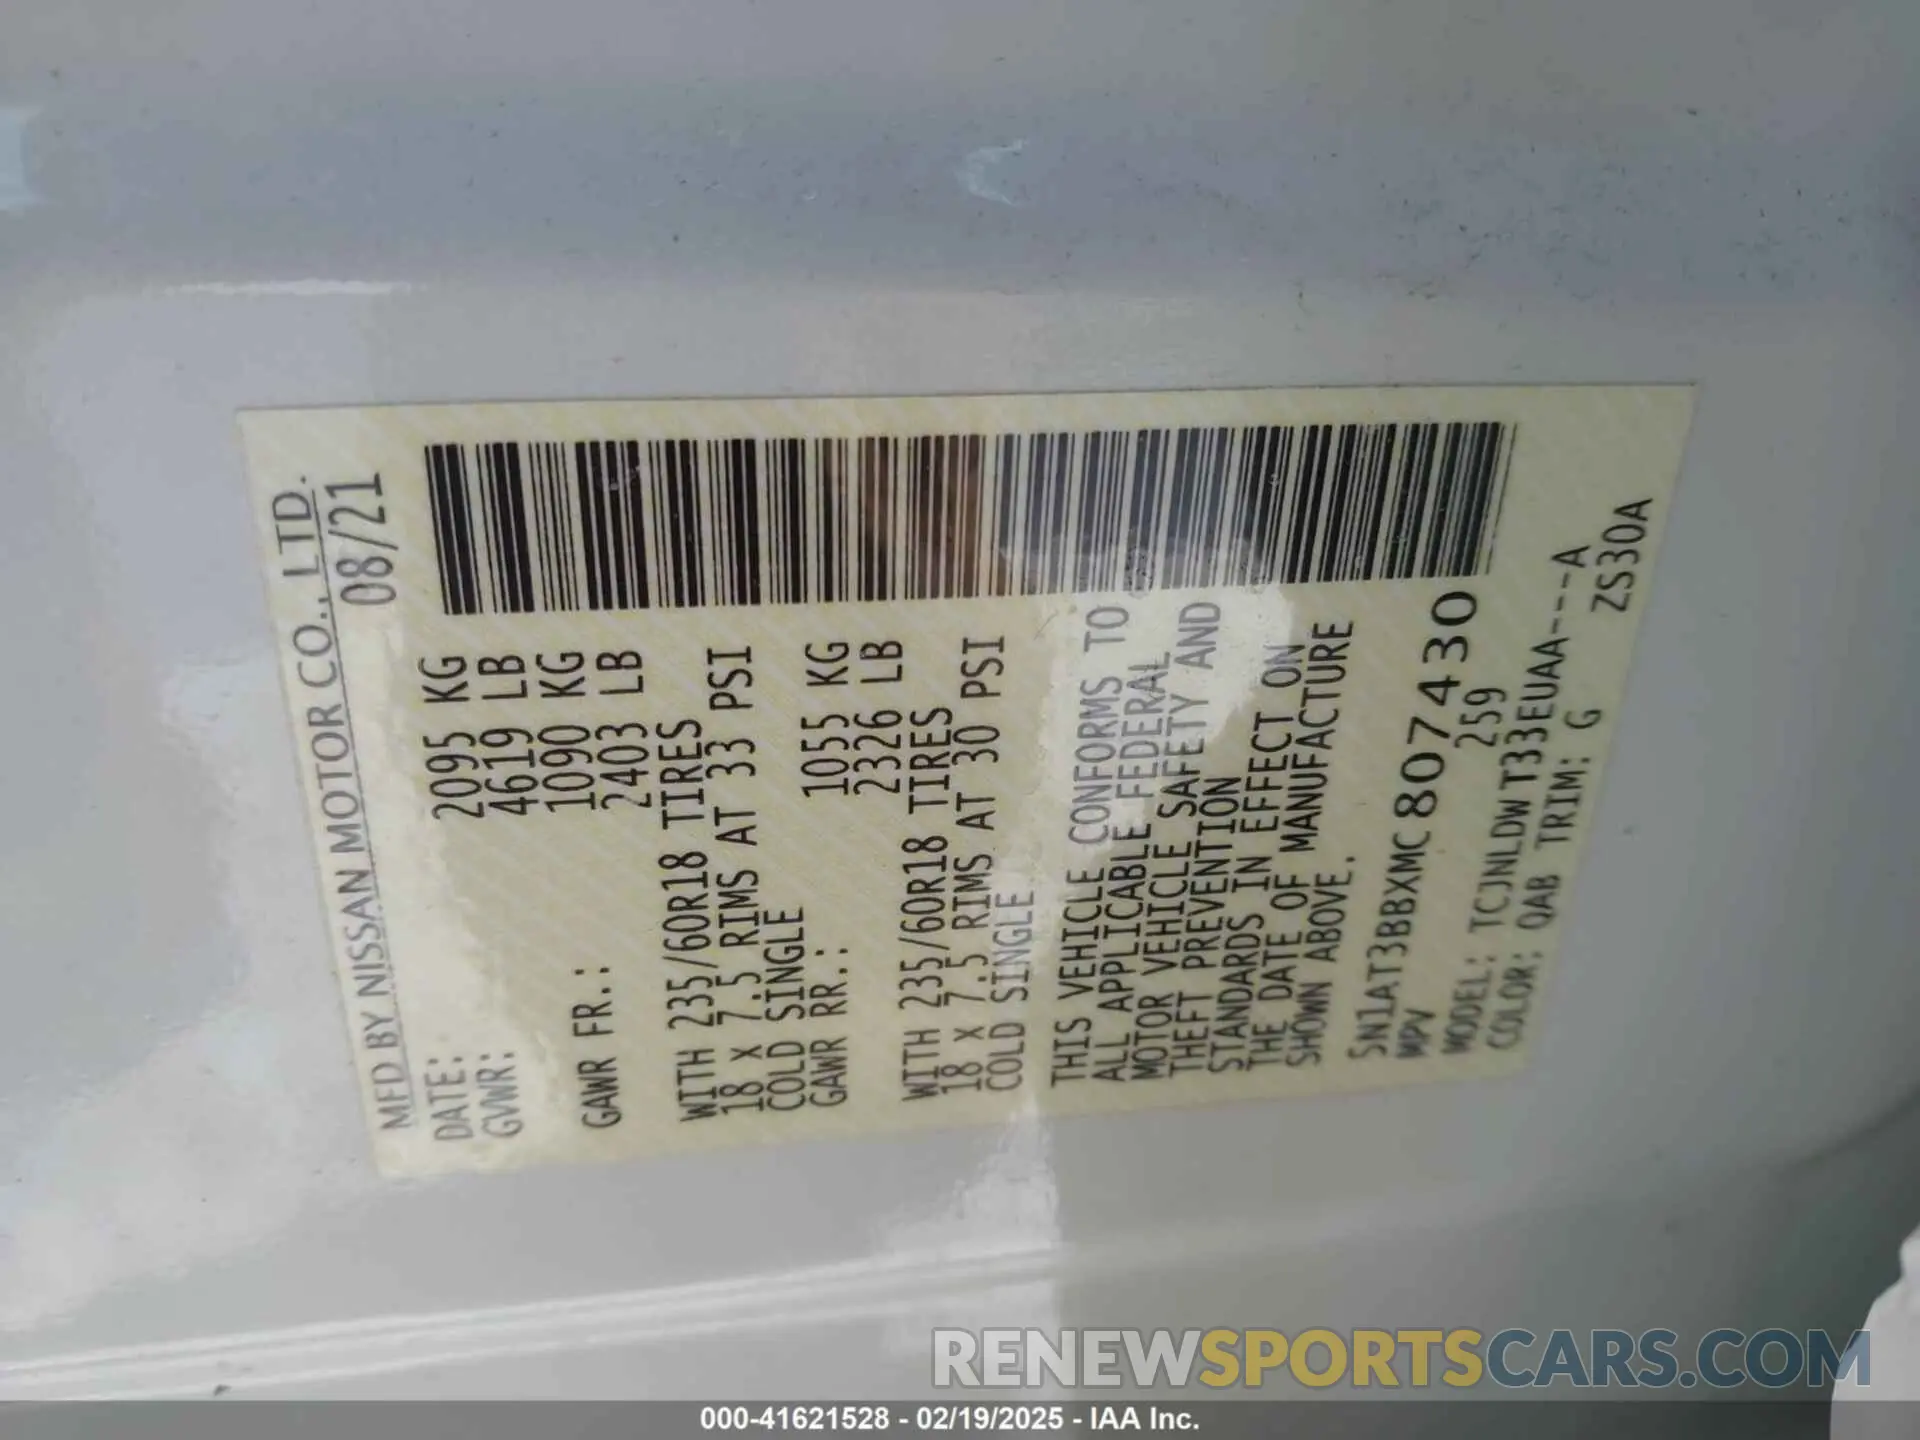 MFD BY NISSAN MOTOR CO., LTD.
DATE: 08/21
GVWR: 2095 KG
4619 LB
GAWR FR.: 1090 KG
2403 LB
WITH 235/60R18 TIRES
18 X 7.5 RIMS AT 33 PSI
COLD SINGLE
GAWR RR.: 1055 KG
2326 LB
WITH 235/60R18 TIRES
18 X 7.5 RIMS AT 30 PSI
COLD SINGLE
THIS VEHICLE CONFORMS TO
ALL APPLICABLE FEDERAL
MOTOR VEHICLE SAFETY AND
THEFT PREVENTION
STANDARDS IN EFFECT ON
THE DATE OF MANUFACTURE
SHOWN ABOVE.
5N1AT3BBXMC807430
MPV 259
MODEL: TCJNLDWT33EUAA---A
COLOR: QAB TRIM: G ZS30A
RENEWSPORTSCARS.COM
000-41621528 - 02/19/2025 - IAA Inc.